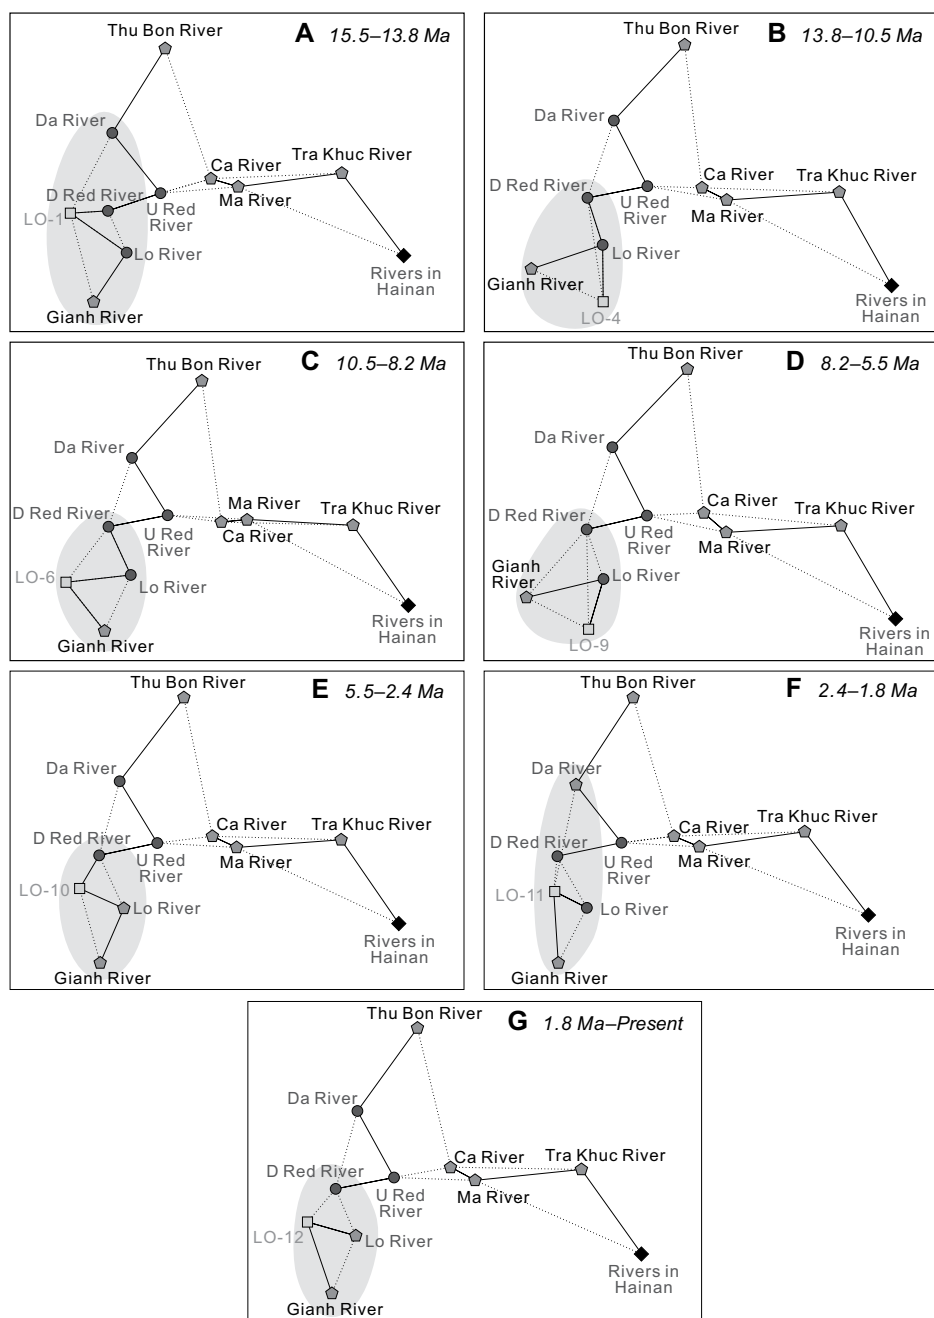 A 15.5–13.8 Ma
Thu Bon River
Da River
Ca River
Tra Khuc River
D Red River
U Red
River
Ma River
LO-1
Lo River
Rivers in
Hainan
Gianh River
B 13.8–10.5 Ma
Thu Bon River
Da River
Ca River
Tra Khuc River
D Red River
U Red
River
Ma River
Lo River
Gianh River
Rivers in
Hainan
LO-4
C 10.5–8.2 Ma
Thu Bon River
Da River
Ma River
Tra Khuc River
D Red River
U Red
River
Ca River
LO-6
Lo River
Rivers in
Hainan
Gianh River
D 8.2–5.5 Ma
Thu Bon River
Da River
Ca River
Tra Khuc River
D Red River
U Red
River
Ma River
Gianh
River
Lo River
Rivers in
Hainan
LO-9
E 5.5–2.4 Ma
Thu Bon River
Da River
Ca River
Tra Khuc River
D Red River
U Red
River
Ma River
LO-10
Lo River
Rivers in
Hainan
Gianh River
F 2.4–1.8 Ma
Thu Bon River
Da River
Ca River
Tra Khuc River
D Red River
U Red
River
Ma River
LO-11
Lo River
Rivers in
Hainan
Gianh River
G 1.8 Ma–Present
Thu Bon River
Da River
Ca River
Tra Khuc River
D Red River
U Red
River
Ma River
LO-12
Lo River
Rivers in
Hainan
Gianh River